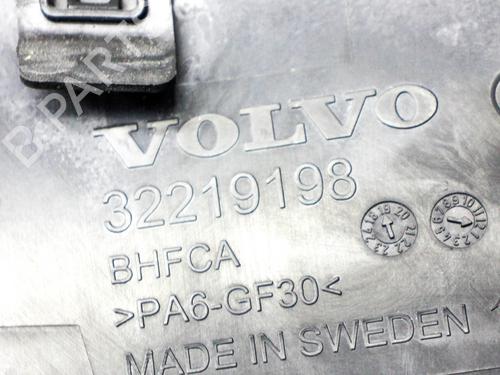 VOLVO
32219198
BHFCA
>PA6-GF30<
MADE IN SWEDEN